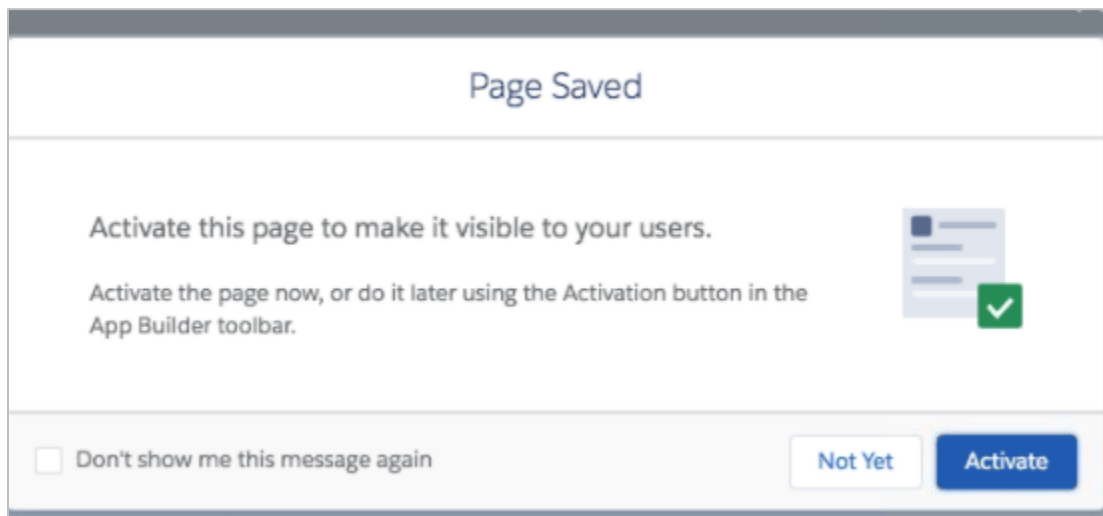 Page Saved
Activate this page to make it visible to your users.
Activate the page now, or do it later using the Activation button in the
App Builder toolbar.
Don't show me this message again
Not Yet
Activate